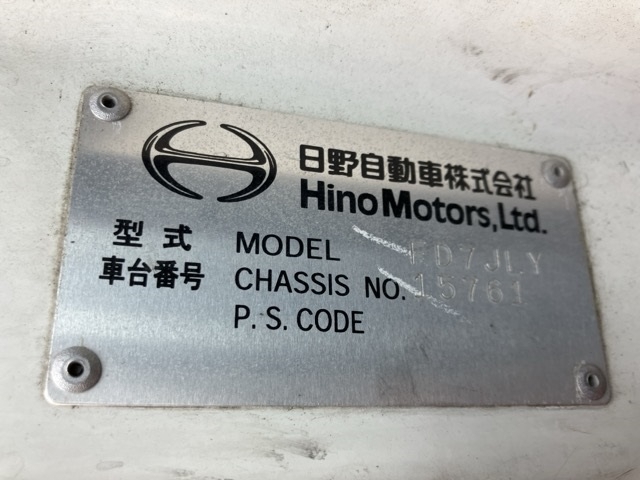 日野自動車株式会社
Hino Motors, Ltd.
型式 MODEL FD7JLY
車台番号 CHASSIS NO. 15761
P. S. CODE